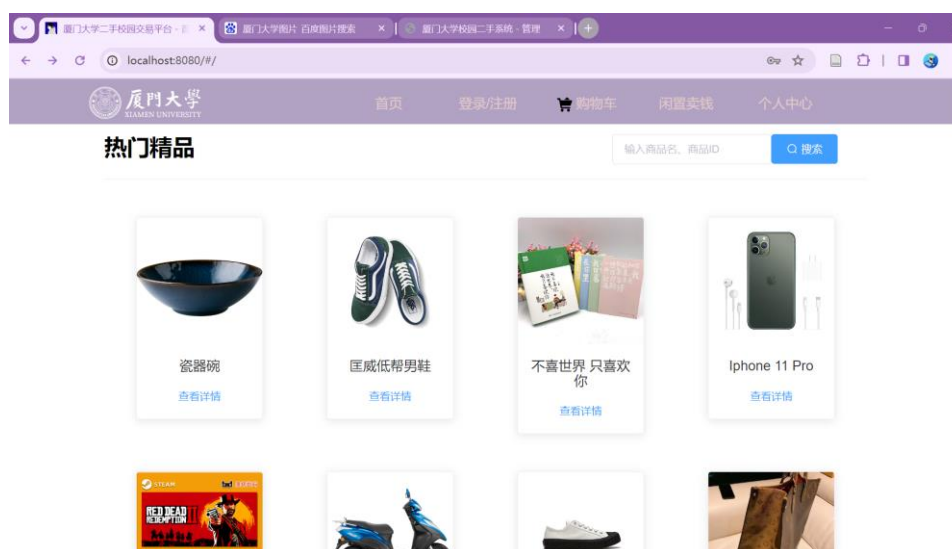 厦门大学二手校园交易平台 - 首
厦门大学图片 百度图片搜索
厦门大学校园二手系统 - 管理
localhost:8080/#/
廈門大學
XIAMEN UNIVERSITY
首页
登录/注册
购物车
闲置卖钱
个人中心
热门精品
输入商品名、商品ID
搜索
瓷器碗
查看详情
匡威低帮男鞋
查看详情
不喜世界 只喜欢
你
查看详情
Iphone 11 Pro
查看详情
STEAM
RED DEAD
REDEMPTION II